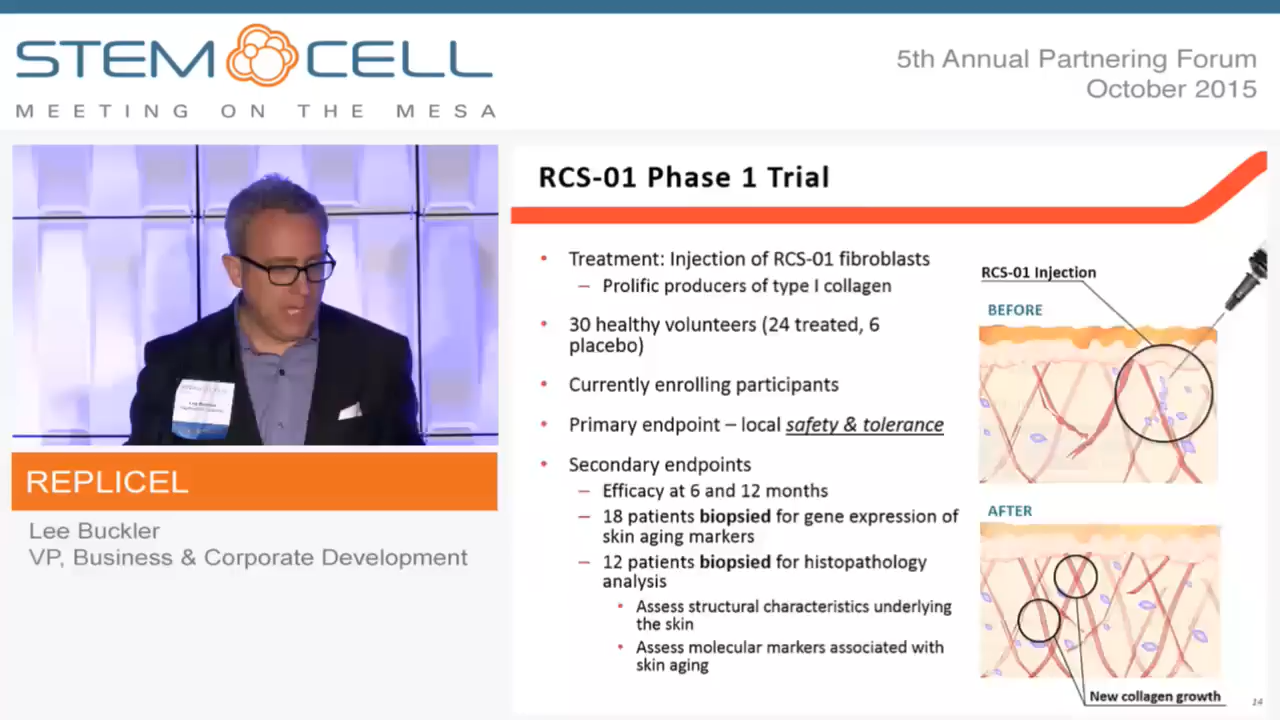 STEM CELL
MEETING ON THE MESA
5th Annual Partnering Forum
October 2015
REPLICEL
Lee Buckler
VP, Business & Corporate Development
RCS-01 Phase 1 Trial
• Treatment: Injection of RCS-01 fibroblasts
– Prolific producers of type I collagen
• 30 healthy volunteers (24 treated, 6
placebo)
• Currently enrolling participants
• Primary endpoint – local safety & tolerance
• Secondary endpoints
– Efficacy at 6 and 12 months
– 18 patients biopsied for gene expression of
skin aging markers
– 12 patients biopsied for histopathology
analysis
• Assess structural characteristics underlying
the skin
• Assess molecular markers associated with
skin aging
RCS-01 Injection
BEFORE
AFTER
New collagen growth
14